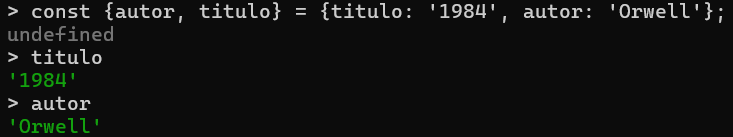 > const {autor, titulo} = {titulo: '1984', autor: 'Orwell'};
undefined
> titulo
'1984'
> autor
'Orwell'